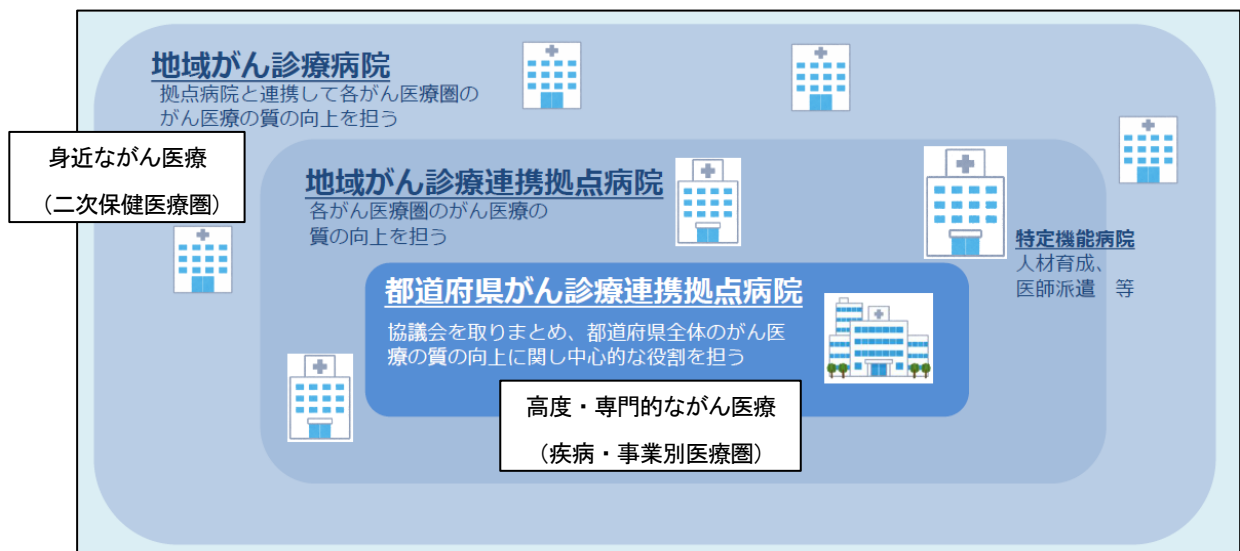 地域がん診療病院
拠点病院と連携して各がん医療圏の
がん医療の質の向上を担う
身近ながん医療
（二次保健医療圏）
地域がん診療連携拠点病院
各がん医療圏のがん医療の
質の向上を担う
特定機能病院
人材育成、
医師派遣　等
都道府県がん診療連携拠点病院
協議会を取りまとめ、都道府県全体のがん医
療の質の向上に関し中心的な役割を担う
高度・専門的ながん医療
（疾病・事業別医療圏）